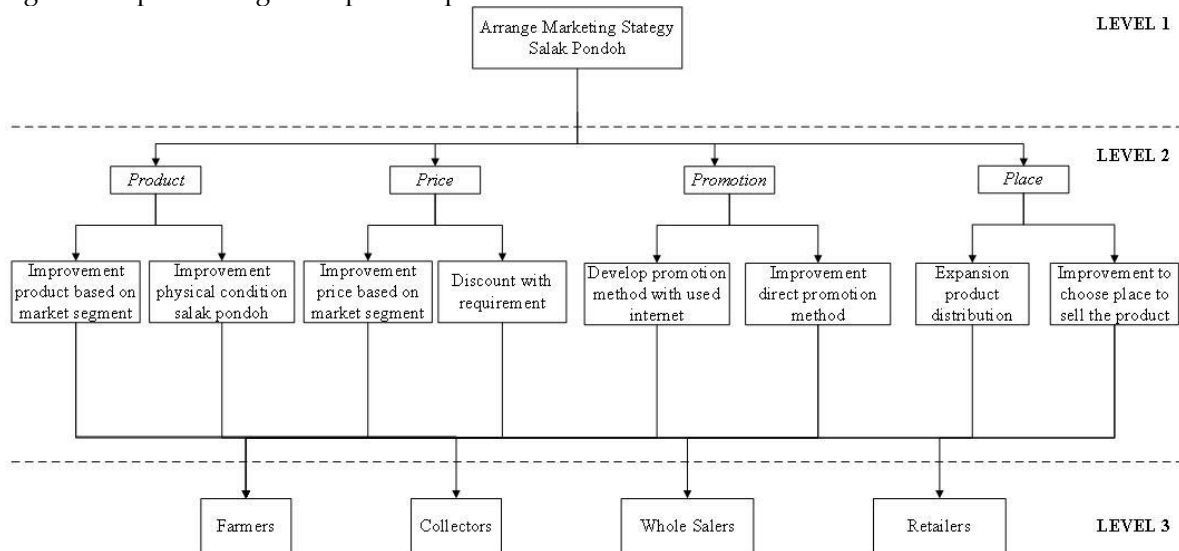 Arrange Marketing Stategy
Salak Pondoh
LEVEL 1
LEVEL 2
Product
Price
Promotion
Place
Improvement
product based on
market segment
Improvement
physical condition
salak pondoh
Improvement
price based on
market segment
Discount with
requirement
Develop promotion
method with used
internet
Improvement
direct promotion
method
Expansion
product
distribution
Improvement to
choose place to
sell the product
Farmers
Collectors
Whole Salers
Retailers
LEVEL 3